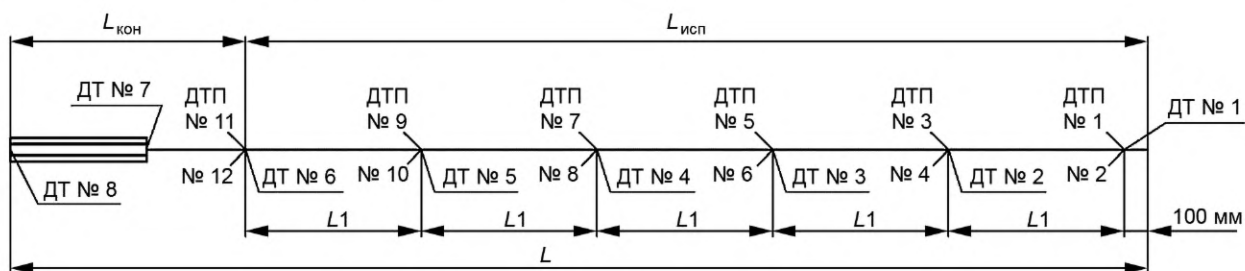 Lкон
Lисп
ДТ № 7
ДТП
№ 11
ДТП
№ 9
ДТП
№ 7
ДТП
№ 5
ДТП
№ 3
ДТП
№ 1
ДТ № 1
ДТ № 8
№ 12
ДТ № 6
№ 10
ДТ № 5
№ 8
ДТ № 4
№ 6
ДТ № 3
№ 4
ДТ № 2
№ 2
L1
L1
L1
L1
L1
100 мм
L